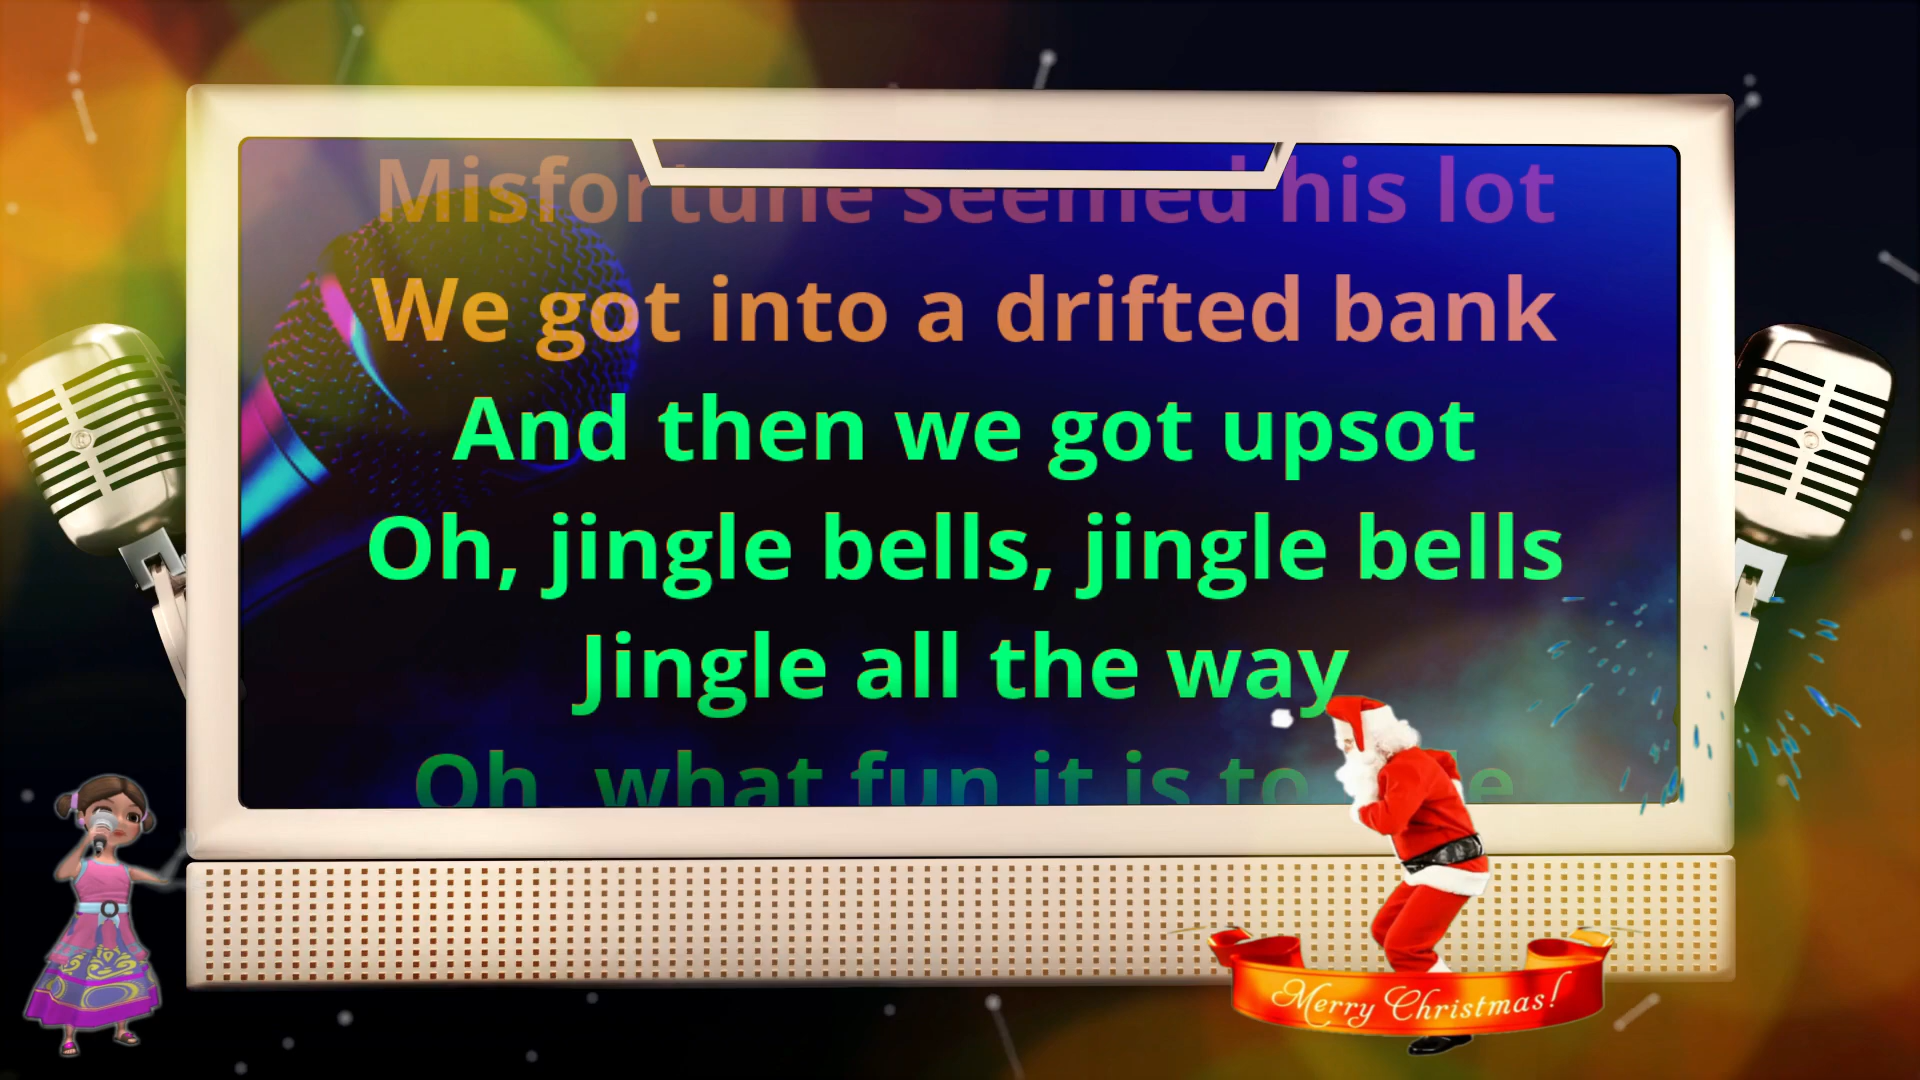 Misfortune seemed his lot
We got into a drifted bank
And then we got upsot
Oh, jingle bells, jingle bells
Jingle all the way
Oh, what fun it is to
Merry Christmas!